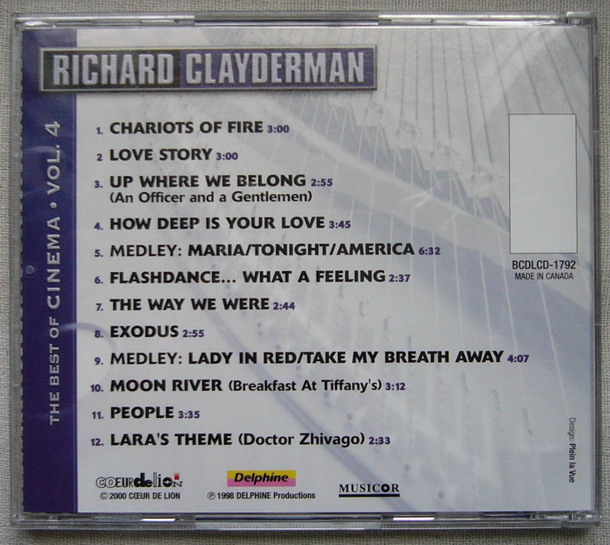 RICHARD CLAYDERMAN
THE BEST OF CINEMA • VOL. 4
1. CHARIOTS OF FIRE 3:00
2 LOVE STORY 3:00
3. UP WHERE WE BELONG 2:55
(An Officer and a Gentlemen)
4. HOW DEEP IS YOUR LOVE 3:45
5. MEDLEY: MARIA/TONIGHT/AMERICA 6:32
6. FLASHDANCE... WHAT A FEELING 2:37
7. THE WAY WE WERE 2:44
8. EXODUS 2:55
9. MEDLEY: LADY IN RED/TAKE MY BREATH AWAY 4:07
10. MOON RIVER (Breakfast At Tiffany's) 3:12
11. PEOPLE 3:35
12. LARA'S THEME (Doctor Zhivago) 2:33
BCDLCD-1792
MADE IN CANADA
Design: Plein la Vue
CŒUR de liON
© 2000 CŒUR DE LION
Delphine
℗ 1998 DELPHINE Productions
MUSICOR